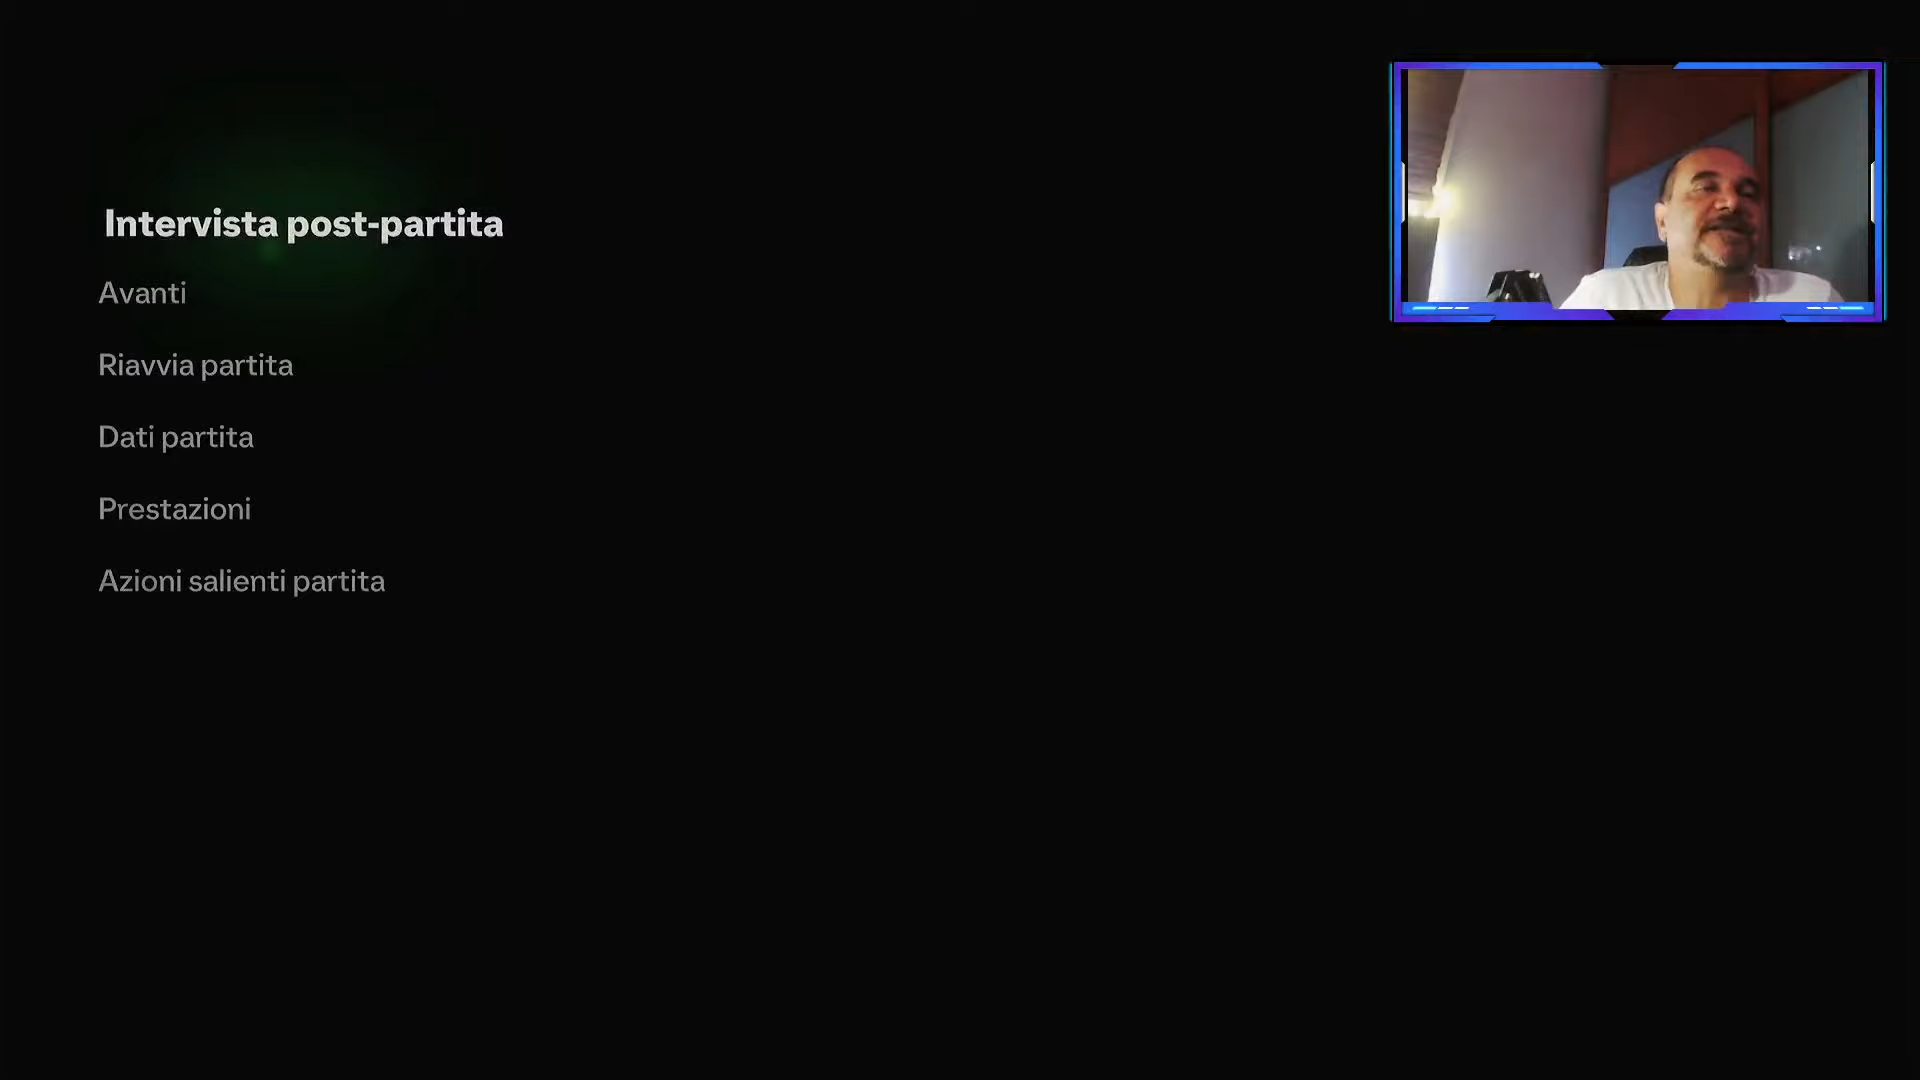 Intervista post-partita
Avanti
Riavvia partita
Dati partita
Prestazioni
Azioni salienti partita